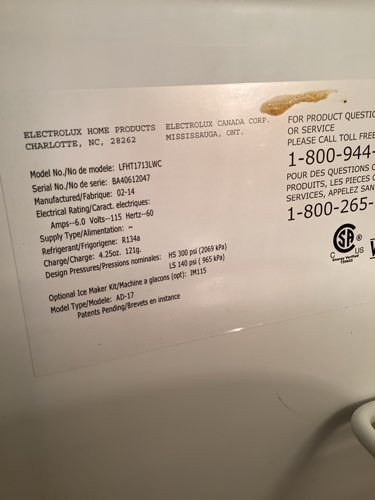 ELECTROLUX HOME PRODUCTS ELECTROLUX CANADA CORP.
CHARLOTTE, NC, 28262 MISSISSAUGA, ONT.
Model No./No de modele: LFHT1713LWC
Serial No./No de serie: BA40612047
Manufactured/Fabrique: 02-14
Electrical Rating/Caract. electriques:
Amps-6.0 Volts-115 Hertz-60
Supply Type/Alimentation: ~
Refrigerant/Frigorigene: R134a
Charge/Charge: 4.25oz. 121g.
Design Pressures/Pressions nominales: HS 300 psi (2069 kPa)
LS 140 psi ( 965 kPa)
Optional Ice Maker Kit/Machine a glacons (opt): IM115
Model Type/Modele: AD-17
Patents Pending/Brevets en instance
FOR PRODUCT
OR SERVICE
PLEASE CALL TOLL
1-800-944-
POUR DES QUESTIONS
PRODUITS, LES PIECES
SERVICES, APPELEZ
1-800-265-
C US
Energy Verified